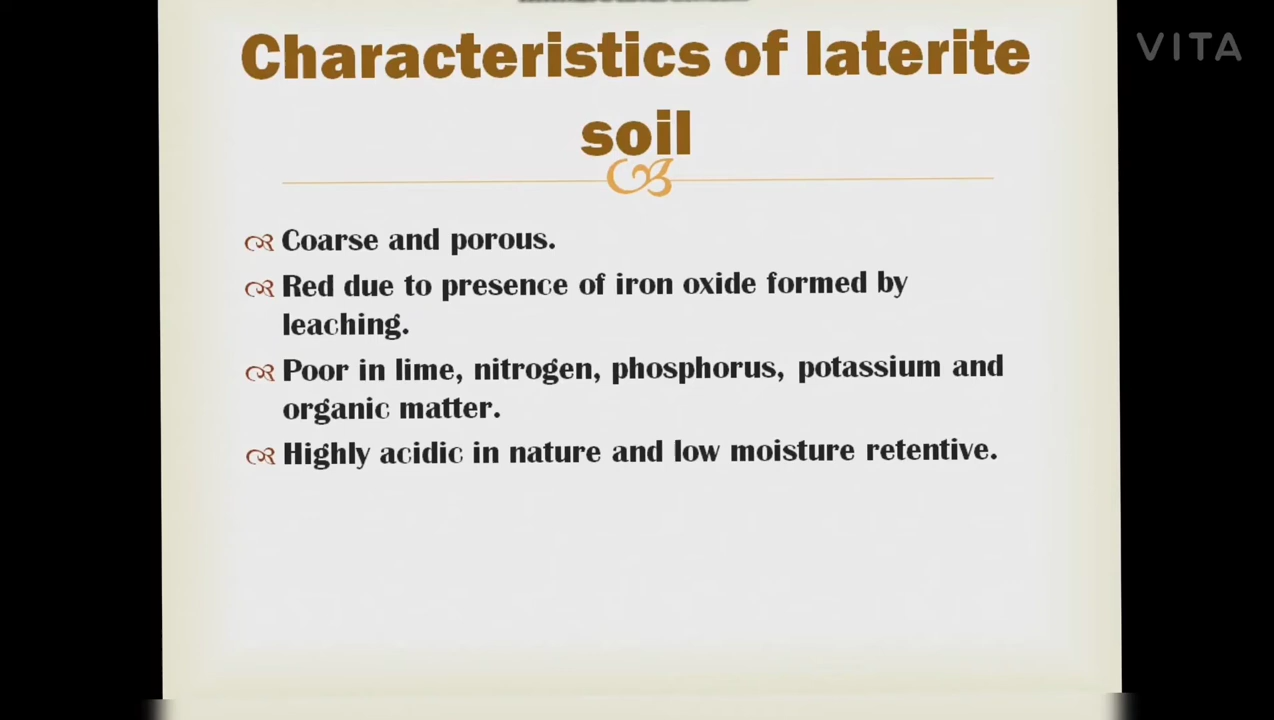 Characteristics of laterite
soil
VITA
Coarse and porous.
Red due to presence of iron oxide formed by
leaching.
Poor in lime, nitrogen, phosphorus, potassium and
organic matter.
Highly acidic in nature and low moisture retentive.